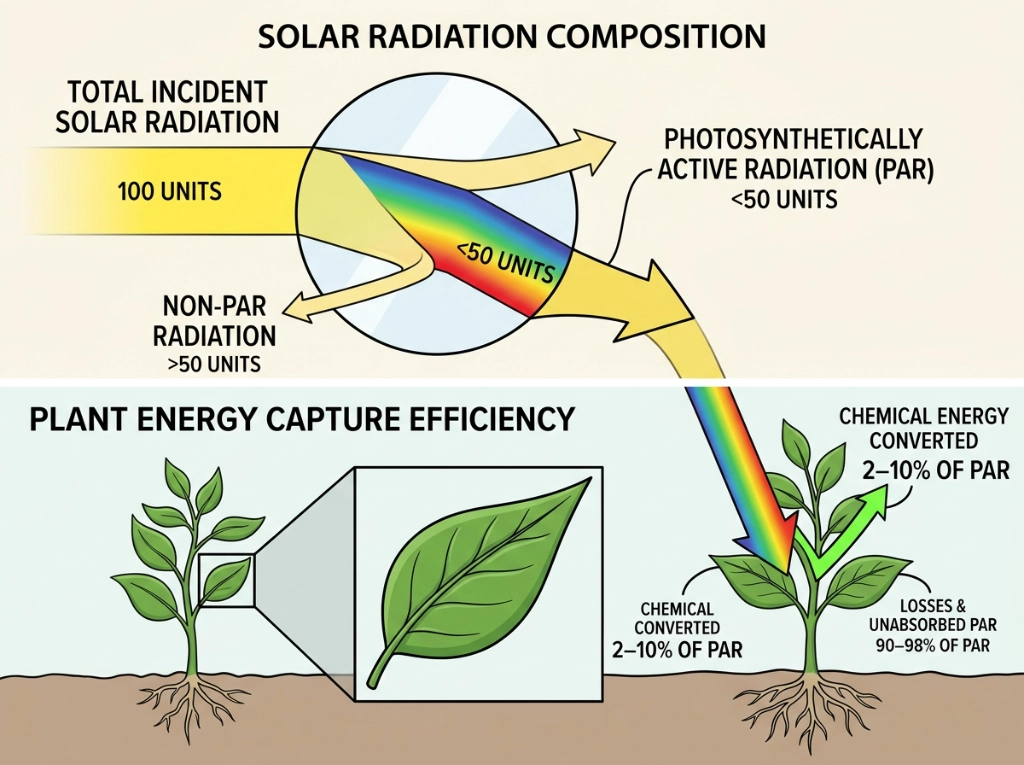 SOLAR RADIATION COMPOSITION
TOTAL INCIDENT
SOLAR RADIATION
100 UNITS
PHOTOSYNTHETICALLY
ACTIVE RADIATION (PAR)
<50 UNITS
<50 UNITS
NON-PAR
RADIATION
>50 UNITS
PLANT ENERGY CAPTURE EFFICIENCY
CHEMICAL ENERGY
CONVERTED
2–10% OF PAR
CHEMICAL
CONVERTED
2–10% OF PAR
LOSSES &
UNABSORBED PAR
90–98% OF PAR